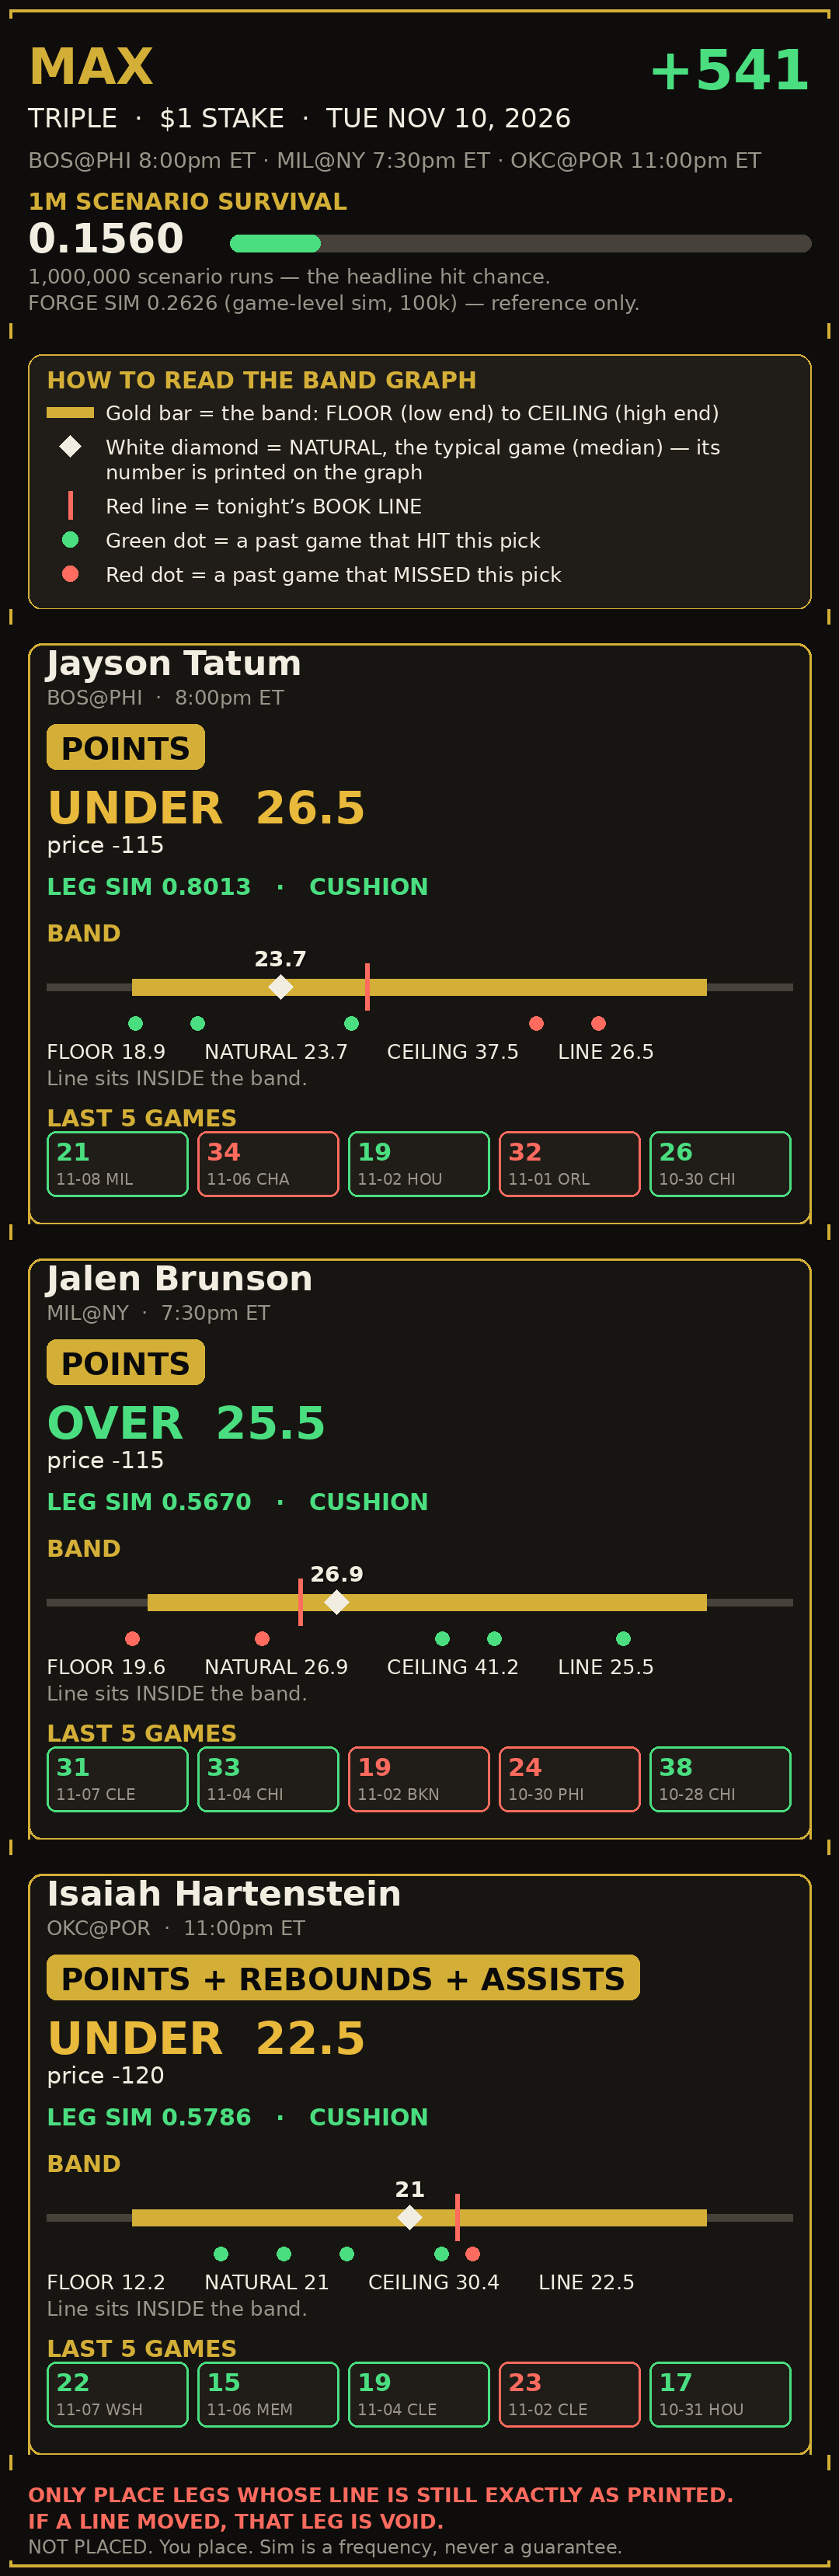 MAX
+541
TRIPLE · $1 STAKE · TUE NOV 10, 2026
BOS@PHI 8:00pm ET · MIL@NY 7:30pm ET · OKC@POR 11:00pm ET
1M SCENARIO SURVIVAL
0.1560
1,000,000 scenario runs — the headline hit chance.
FORGE SIM 0.2626 (game-level sim, 100k) — reference only.
HOW TO READ THE BAND GRAPH
Gold bar = the band: FLOOR (low end) to CEILING (high end)
White diamond = NATURAL, the typical game (median) — its
number is printed on the graph
Red line = tonight’s BOOK LINE
Green dot = a past game that HIT this pick
Red dot = a past game that MISSED this pick
Jayson Tatum
BOS@PHI · 8:00pm ET
POINTS
UNDER 26.5
price -115
LEG SIM 0.8013 · CUSHION
BAND
23.7
FLOOR 18.9 NATURAL 23.7 CEILING 37.5 LINE 26.5
Line sits INSIDE the band.
LAST 5 GAMES
21 34 19 32 26
11-08 MIL 11-06 CHA 11-02 HOU 11-01 ORL 10-30 CHI
Jalen Brunson
MIL@NY · 7:30pm ET
POINTS
OVER 25.5
price -115
LEG SIM 0.5670 · CUSHION
BAND
26.9
FLOOR 19.6 NATURAL 26.9 CEILING 41.2 LINE 25.5
Line sits INSIDE the band.
LAST 5 GAMES
31 33 19 24 38
11-07 CLE 11-04 CHI 11-02 BKN 10-30 PHI 10-28 CHI
Isaiah Hartenstein
OKC@POR · 11:00pm ET
POINTS + REBOUNDS + ASSISTS
UNDER 22.5
price -120
LEG SIM 0.5786 · CUSHION
BAND
21
FLOOR 12.2 NATURAL 21 CEILING 30.4 LINE 22.5
Line sits INSIDE the band.
LAST 5 GAMES
22 15 19 23 17
11-07 WSH 11-06 MEM 11-04 CLE 11-02 CLE 10-31 HOU
ONLY PLACE LEGS WHOSE LINE IS STILL EXACTLY AS PRINTED.
IF A LINE MOVED, THAT LEG IS VOID.
NOT PLACED. You place. Sim is a frequency, never a guarantee.